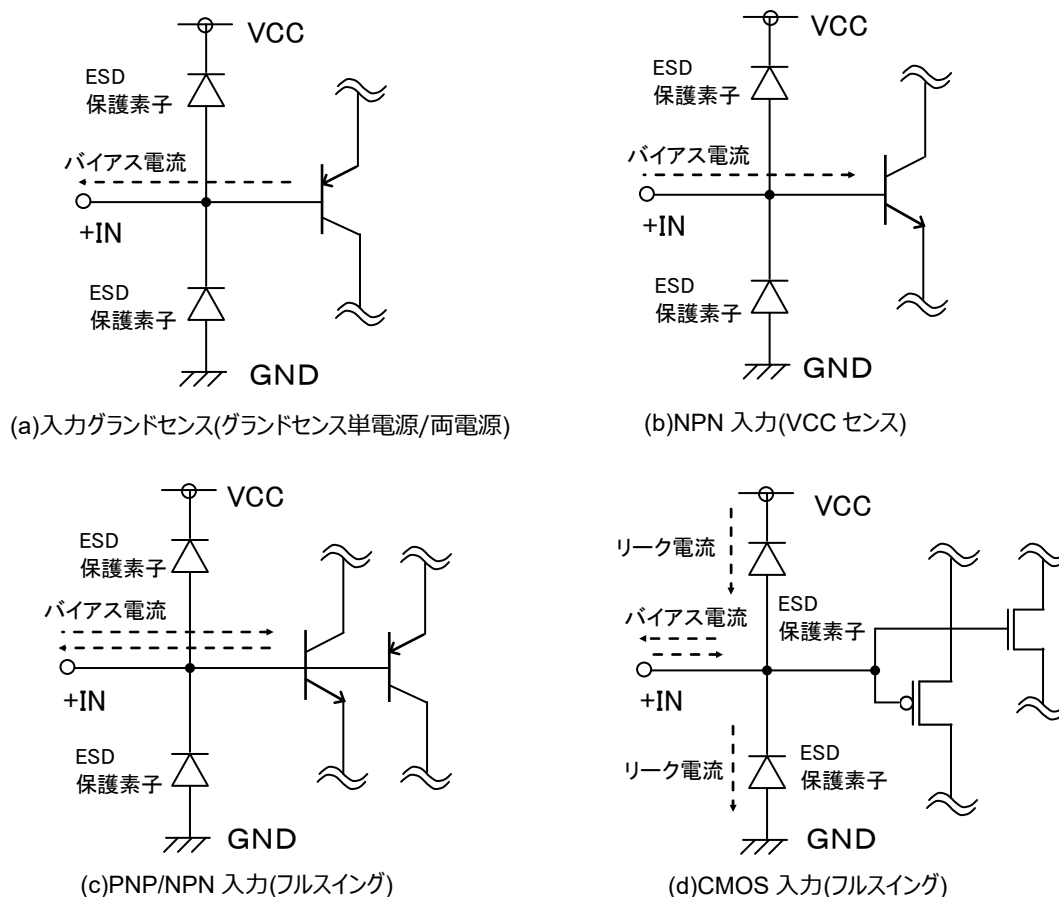 VCC
ESD
保護素子
バイアス電流
+IN
ESD
保護素子
GND
(a)入力グランドセンス(グランドセンス単電源/両電源)
VCC
ESD
保護素子
バイアス電流
+IN
ESD
保護素子
GND
(b)NPN 入力(VCC センス)
VCC
ESD
保護素子
バイアス電流
+IN
ESD
保護素子
GND
(c)PNP/NPN 入力(フルスイング)
VCC
リーク電流
バイアス電流
ESD
保護素子
+IN
リーク電流
ESD
保護素子
GND
(d)CMOS 入力(フルスイング)